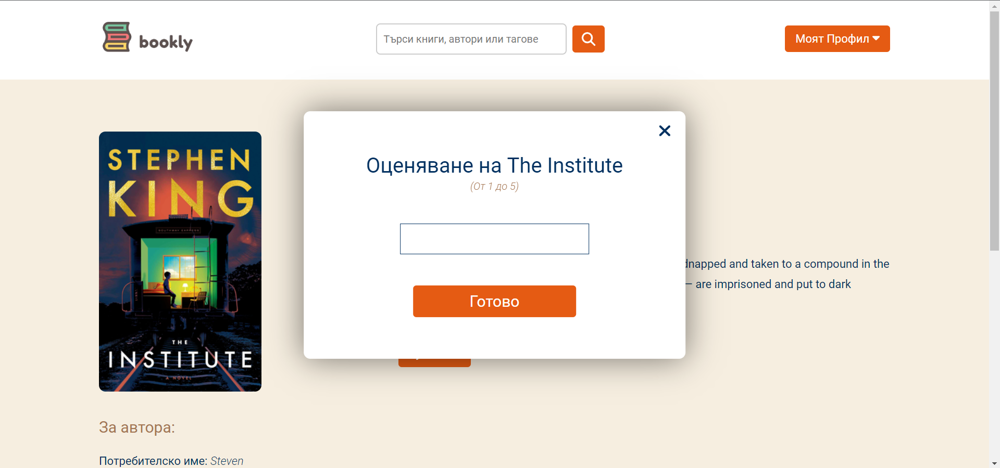 bookly
Търси книги, автори или тагове
Моят Профил
STEPHEN
KING
SOUTHWAY EXPRESS
THE
INSTITUTE
A NOVEL
Оценяване на The Institute
(От 1 до 5)
Готово
dnapped and taken to a compound in the
— are imprisoned and put to dark
За автора:
Потребителско име: Steven